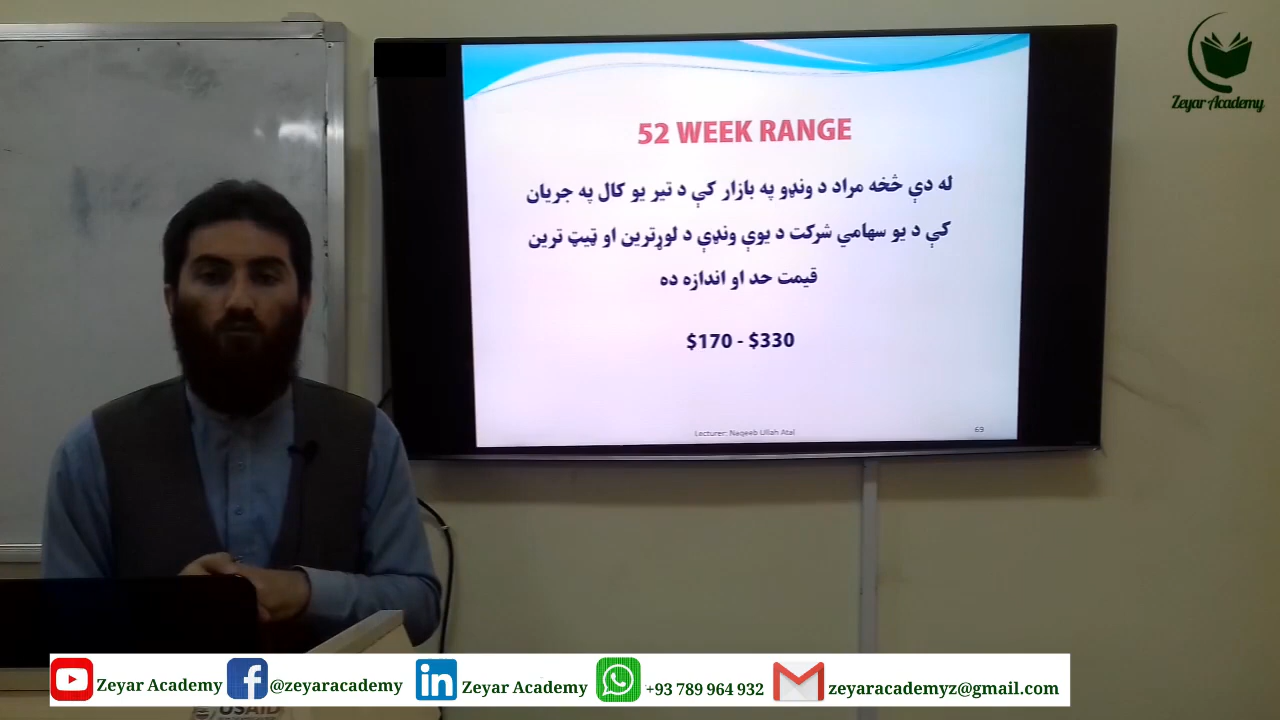 Zeyar Academy
52 WEEK RANGE
له دې څخه مراد د ونډو په بازار کې د تیر یو کال په جریان
کې د یو سهامي شرکت د یوې ونډې د لوړترین او ټیټ ترین
قیمت حد او اندازه ده
$170 - $330
Lecturer: Naqeeb Ullah Atal
69
Zeyar Academy @zeyaracademy Zeyar Academy +93 789 964 932 zeyaracademyz@gmail.com
USAID